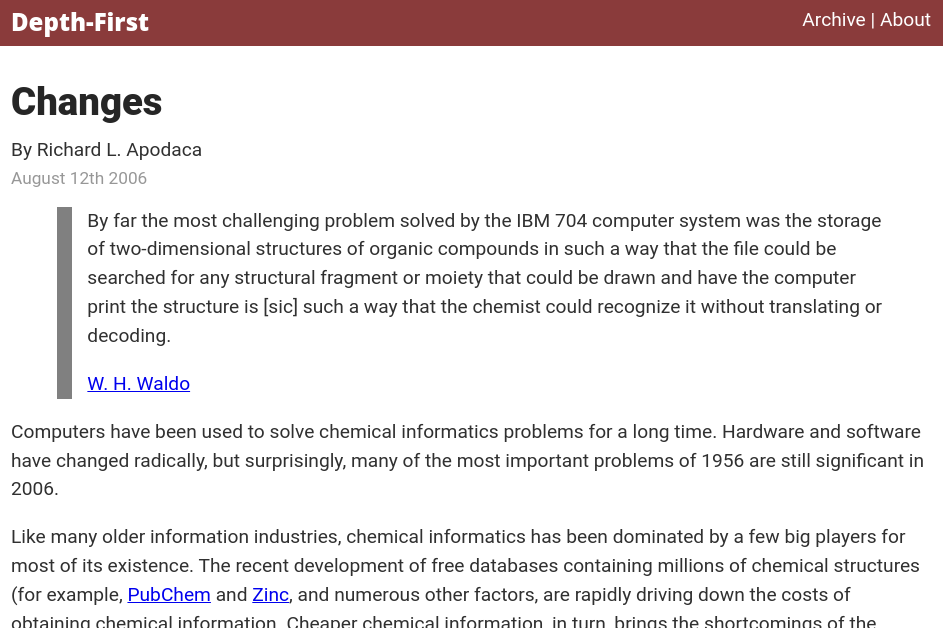 Depth-First
Archive | About
Changes
By Richard L. Apodaca
August 12th 2006
By far the most challenging problem solved by the IBM 704 computer system was the storage
of two-dimensional structures of organic compounds in such a way that the file could be
searched for any structural fragment or moiety that could be drawn and have the computer
print the structure is [sic] such a way that the chemist could recognize it without translating or
decoding.
W. H. Waldo
Computers have been used to solve chemical informatics problems for a long time. Hardware and software
have changed radically, but surprisingly, many of the most important problems of 1956 are still significant in
2006.
Like many older information industries, chemical informatics has been dominated by a few big players for
most of its existence. The recent development of free databases containing millions of chemical structures
(for example, PubChem and Zinc, and numerous other factors, are rapidly driving down the costs of
obtaining chemical information. Cheaper chemical information, in turn, brings the shortcomings of the